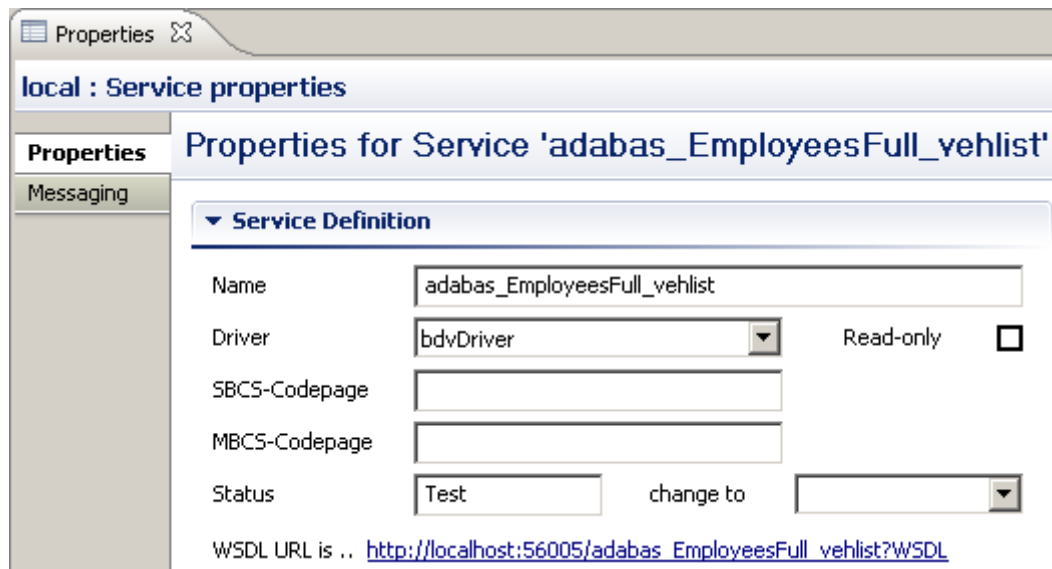 Properties
local : Service properties
Properties
Messaging
Properties for Service 'adabas_EmployeesFull_vehlist'
Service Definition
Name adabas_EmployeesFull_vehlist
Driver bdvDriver Read-only
SBCS-Codepage
MBCS-Codepage
Status Test change to
WSDL URL is .. http://localhost:56005/adabas_EmployeesFull_vehlist?WSDL